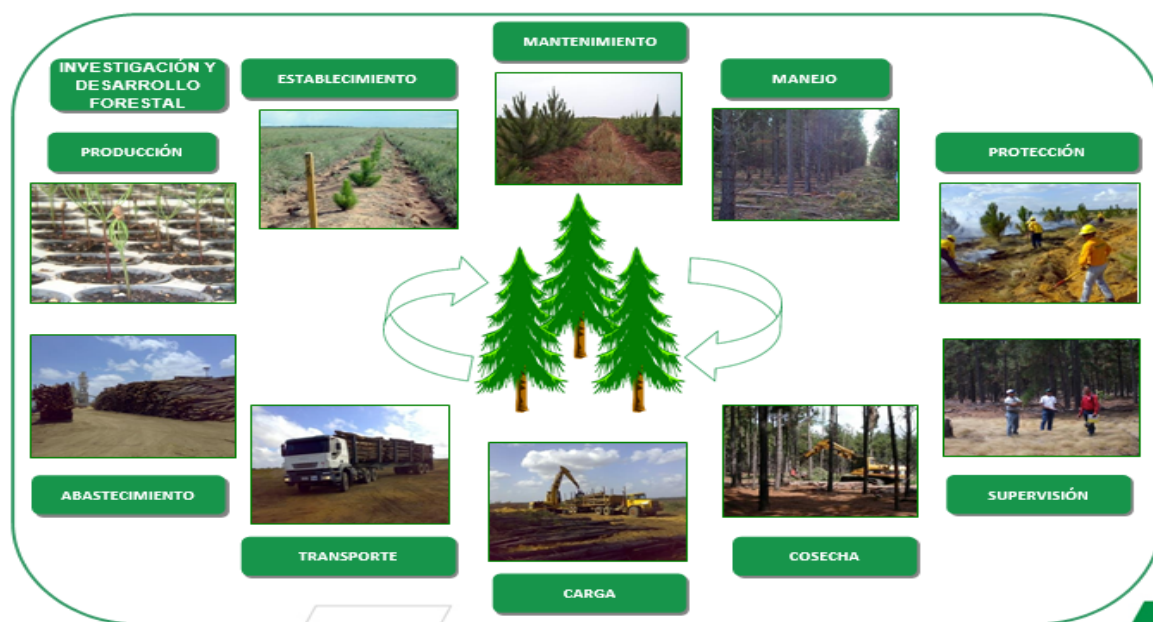 INVESTIGACIÓN Y
DESARROLLO
FORESTAL
PRODUCCIÓN
ESTABLECIMIENTO
MANTENIMIENTO
MANEJO
PROTECCIÓN
SUPERVISIÓN
COSECHA
CARGA
TRANSPORTE
ABASTECIMIENTO